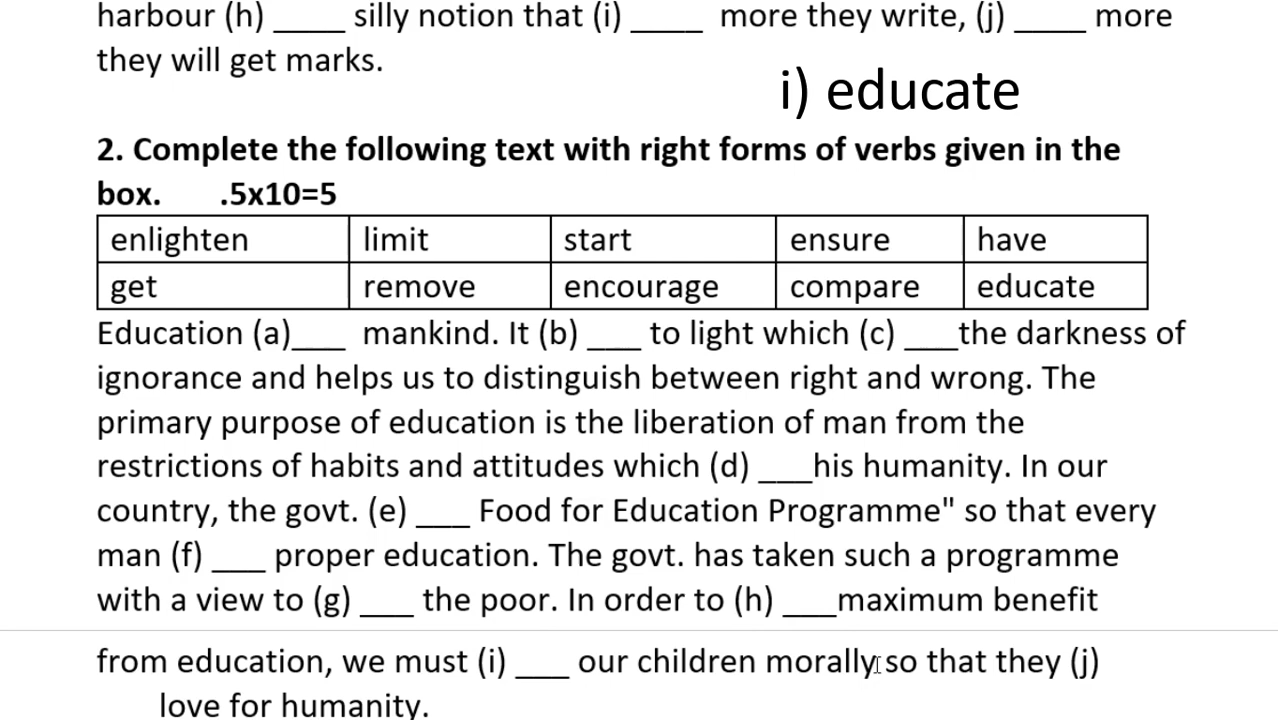 harbour (h) ____ silly notion that (i) ____ more they write, (j) ____ more
they will get marks.
i) educate
2. Complete the following text with right forms of verbs given in the
box. .5x10=5
enlighten limit start ensure have
get remove encourage compare educate
Education (a)___ mankind. It (b) ___ to light which (c) ___the darkness of
ignorance and helps us to distinguish between right and wrong. The
primary purpose of education is the liberation of man from the
restrictions of habits and attitudes which (d) ___his humanity. In our
country, the govt. (e) ___ Food for Education Programme" so that every
man (f) ___ proper education. The govt. has taken such a programme
with a view to (g) ___ the poor. In order to (h) ___maximum benefit
from education, we must (i) ___ our children morally so that they (j)
love for humanity.